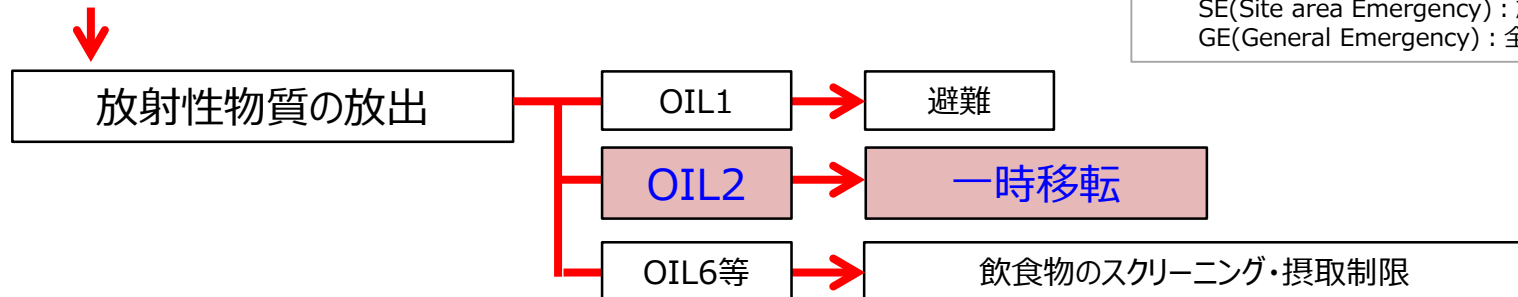 SE(Site area Emergency)：
GE(General Emergency)：全
放射性物質の放出
OIL1
避難
OIL2
一時移転
OIL6等
飲食物のスクリーニング・摂取制限